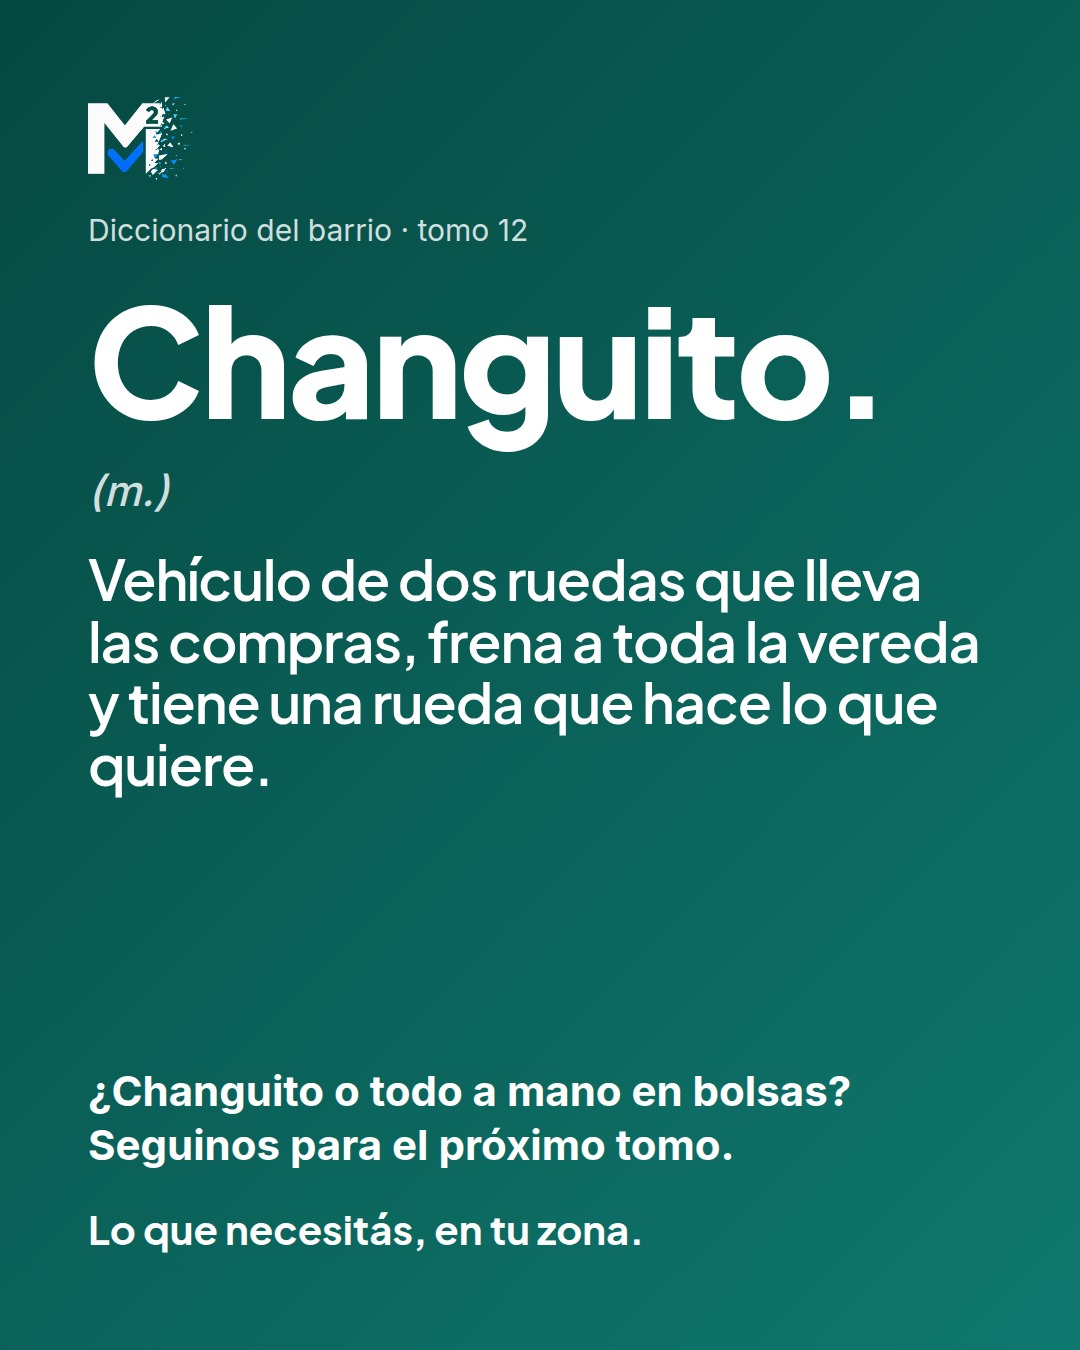 M2
Diccionario del barrio · tomo 12
Changuito.
(m.)
Vehículo de dos ruedas que lleva
las compras, frena a toda la vereda
y tiene una rueda que hace lo que
quiere.
¿Changuito o todo a mano en bolsas?
Seguinos para el próximo tomo.
Lo que necesitás, en tu zona.